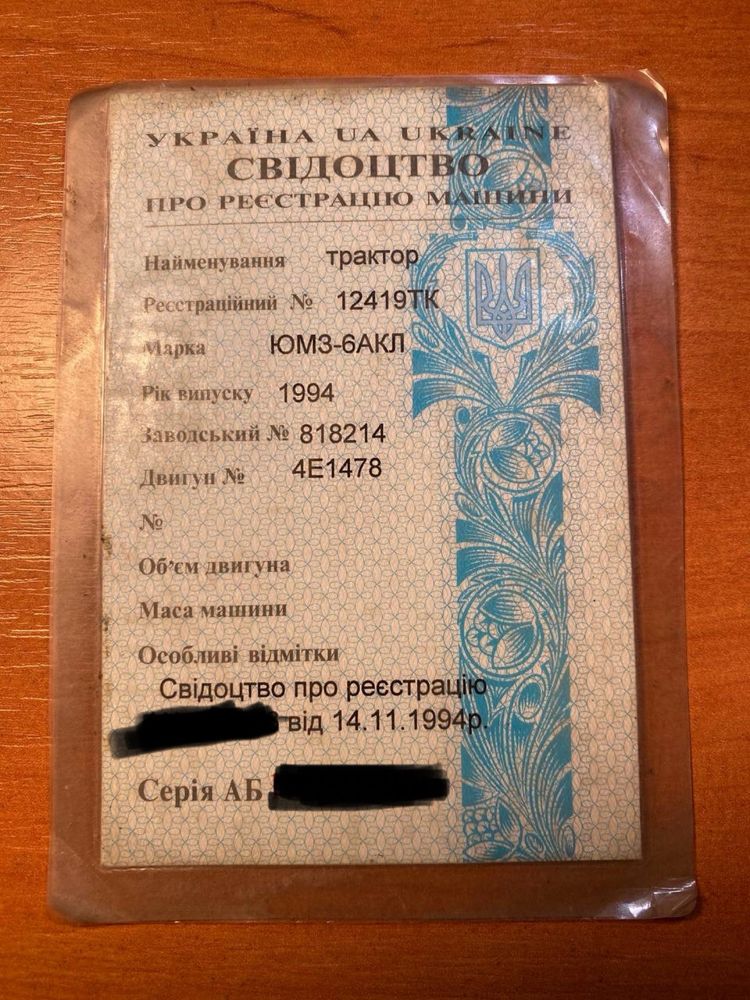 УКРАЇНА UA UKRAINE
СВІДОЦТВО
ПРО РЕЄСТРАЦІЮ МАШИНИ
Найменування трактор
Реєстраційний № 12419ТК
Марка ЮМЗ-6АКЛ
Рік випуску 1994
Заводський № 818214
Двигун № 4Е1478
№
Об'єм двигуна
Маса машини
Особливі відмітки
Свідоцтво про реєстрацію
від 14.11.1994р.
Серія АБ